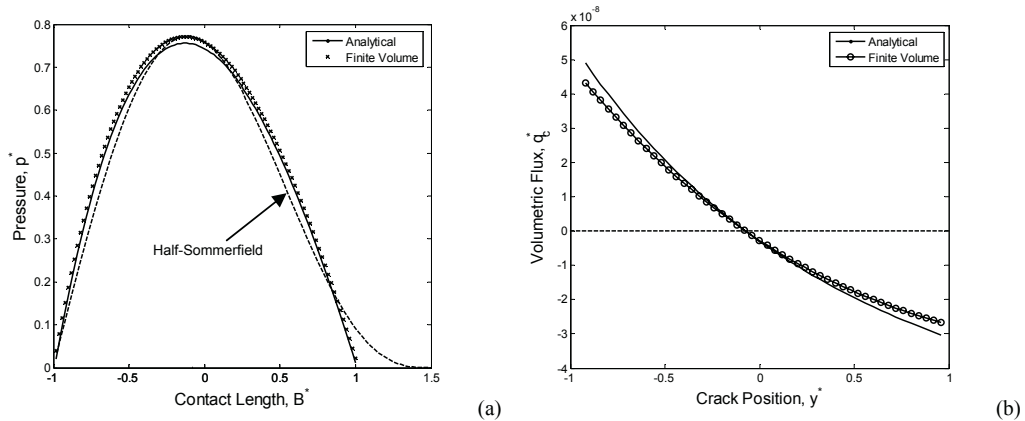 0.8
0.7
0.6
0.5
0.4
0.3
0.2
0.1
0
Pressure, p*
Analytical
Finite Volume
Half-Sommerfield
-1
-0.5
0
0.5
1
1.5
Contact Length, B*
(a)
x 10^-8
6
5
4
3
2
1
0
-1
-2
-3
-4
Volumetric Flux, q_c^*
Analytical
Finite Volume
-1
-0.5
0
0.5
1
Crack Position, y*
(b)